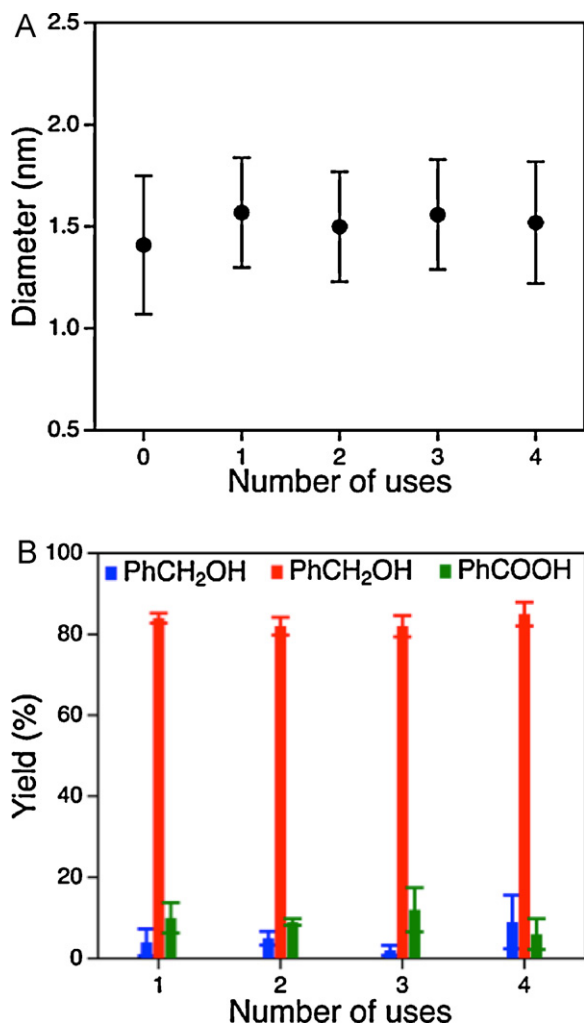 A
2.5
2.0
1.5
1.0
0.5
Diameter (nm)
0 1 2 3 4
Number of uses
B
PhCH₂OH PhCH₂OH PhCOOH
100
80
60
40
20
0
Yield (%)
1 2 3 4
Number of uses